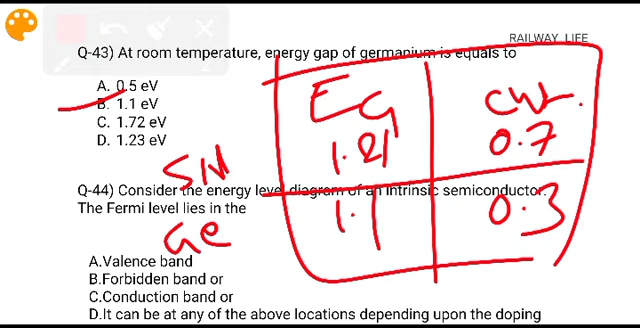 RAILWAY LIFE
Q-43) At room temperature, energy gap of germanium is equals to
A. 0.5 eV
B. 1.1 eV
C. 1.72 eV
D. 1.23 eV
EG
1.21 0.7
SM
Q-44) Consider the energy level diagram of an intrinsic semiconductor.
The Fermi level lies in the
1.1 0.3
Ge
A.Valence band
B.Forbidden band or
C.Conduction band or
D.It can be at any of the above locations depending upon the doping